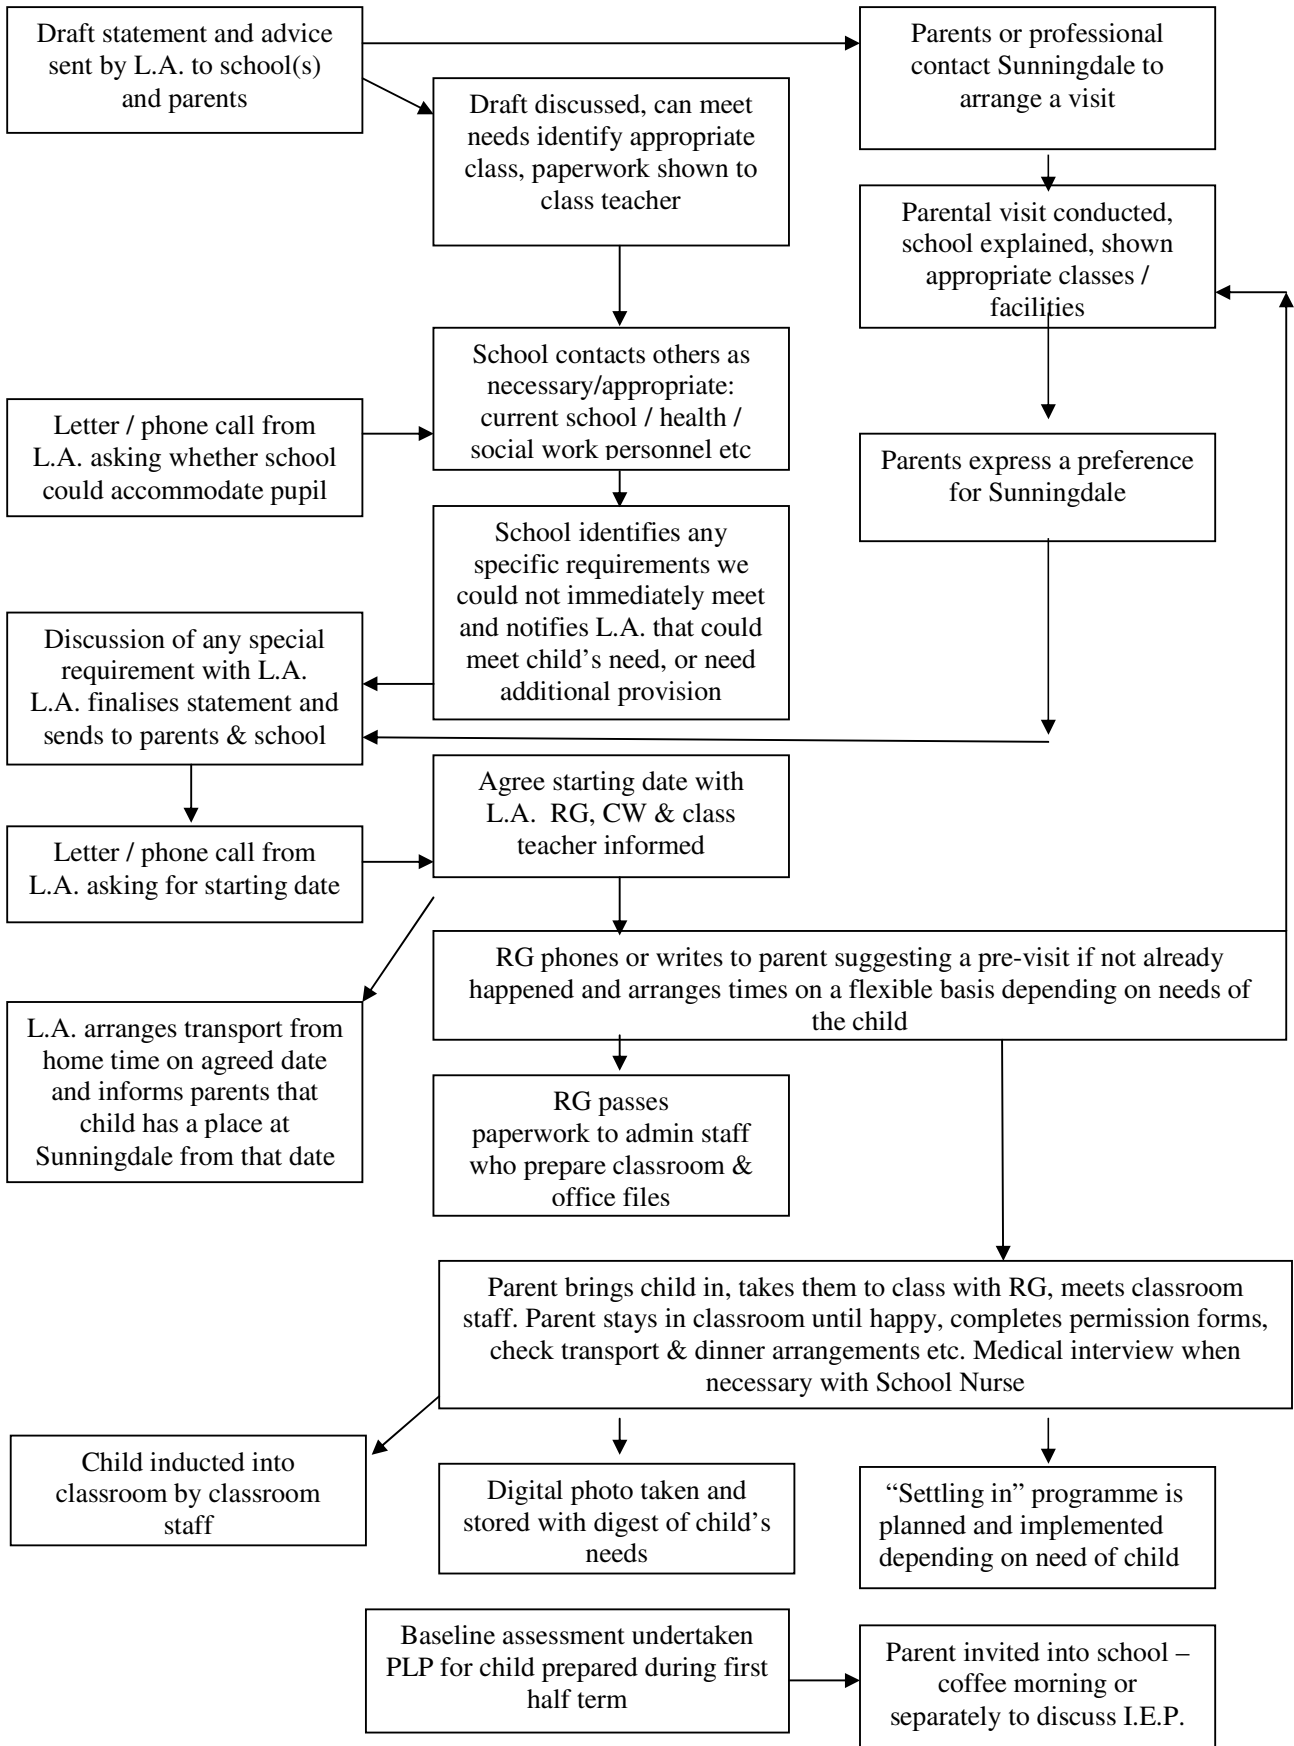 Draft statement and advice
sent by L.A. to school(s)
and parents
Parents or professional
contact Sunningdale to
arrange a visit
Draft discussed, can meet
needs identify appropriate
class, paperwork shown to
class teacher
Parental visit conducted,
school explained, shown
appropriate classes /
facilities
School contacts others as
necessary/appropriate:
current school / health /
social work personnel etc
Letter / phone call from
L.A. asking whether school
could accommodate pupil
Parents express a preference
for Sunningdale
School identifies any
specific requirements we
could not immediately meet
and notifies L.A. that could
meet child's need, or need
additional provision
Discussion of any special
requirement with L.A.
L.A. finalises statement and
sends to parents & school
Agree starting date with
L.A.  RG, CW & class
teacher informed
Letter / phone call from
L.A. asking for starting date
RG phones or writes to parent suggesting a pre-visit if not already
happened and arranges times on a flexible basis depending on needs of
the child
L.A. arranges transport from
home time on agreed date
and informs parents that
child has a place at
Sunningdale from that date
RG passes
paperwork to admin staff
who prepare classroom &
office files
Parent brings child in, takes them to class with RG, meets classroom
staff. Parent stays in classroom until happy, completes permission forms,
check transport & dinner arrangements etc. Medical interview when
necessary with School Nurse
Child inducted into
classroom by classroom
staff
Digital photo taken and
stored with digest of child's
needs
“Settling in” programme is
planned and implemented
depending on need of child
Baseline assessment undertaken
PLP for child prepared during first
half term
Parent invited into school –
coffee morning or
separately to discuss I.E.P.